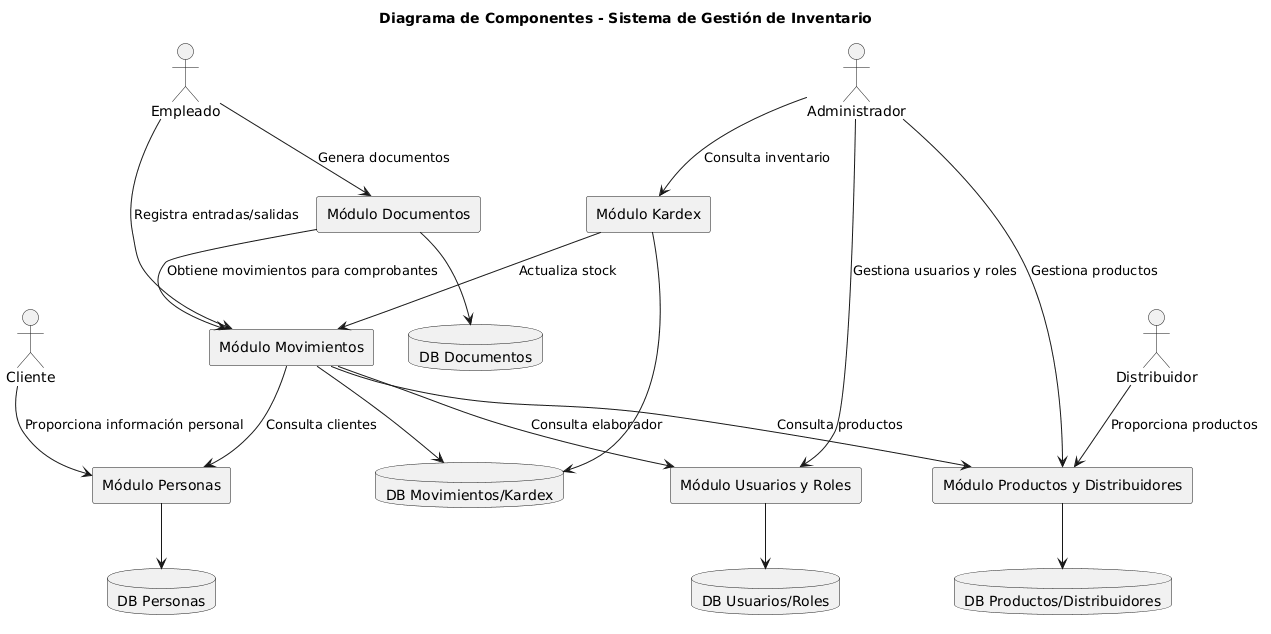 Diagrama de Componentes - Sistema de Gestión de Inventario
Empleado
Administrador
Genera documentos
Consulta inventario
Registra entradas/salidas
Módulo Documentos
Módulo Kardex
Obtiene movimientos para comprobantes
Actualiza stock
Gestiona usuarios y roles
Gestiona productos
Módulo Movimientos
DB Documentos
Cliente
Distribuidor
Proporciona información personal
Consulta clientes
Consulta elaborador
Consulta productos
Proporciona productos
Módulo Personas
DB Movimientos/Kardex
Módulo Usuarios y Roles
Módulo Productos y Distribuidores
DB Personas
DB Usuarios/Roles
DB Productos/Distribuidores